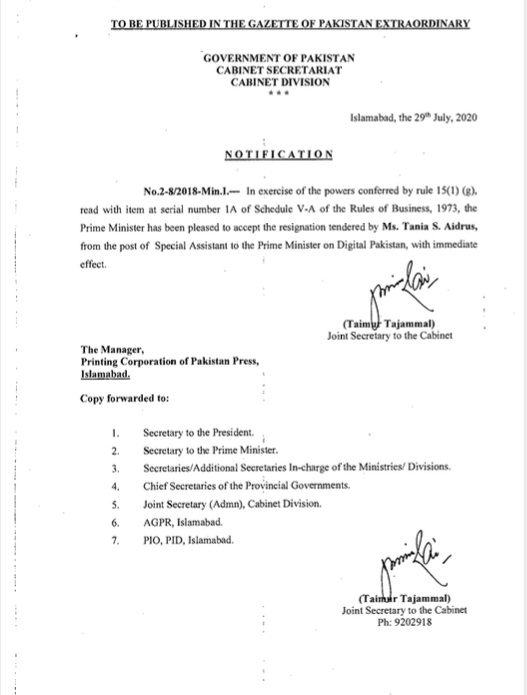 TO BE PUBLISHED IN THE GAZETTE OF PAKISTAN EXTRAORDINARY
GOVERNMENT OF PAKISTAN
CABINET SECRETARIAT
CABINET DIVISION
***
Islamabad, the 29th July, 2020
NOTIFICATION
No.2-8/2018-Min.I.— In exercise of the powers conferred by rule 15(1) (g),
read with item at serial number 1A of Schedule V-A of the Rules of Business, 1973, the
Prime Minister has been pleased to accept the resignation tendered by Ms. Tania S. Aidrus,
from the post of Special Assistant to the Prime Minister on Digital Pakistan, with immediate
effect.
(Taimur Tajammal)
Joint Secretary to the Cabinet
The Manager,
Printing Corporation of Pakistan Press,
Islamabad.
Copy forwarded to:
1. Secretary to the President.
2. Secretary to the Prime Minister.
3. Secretaries/Additional Secretaries In-charge of the Ministries/ Divisions.
4. Chief Secretaries of the Provincial Governments.
5. Joint Secretary (Admn), Cabinet Division.
6. AGPR, Islamabad.
7. PIO, PID, Islamabad.
(Taimur Tajammal)
Joint Secretary to the Cabinet
Ph: 9202918